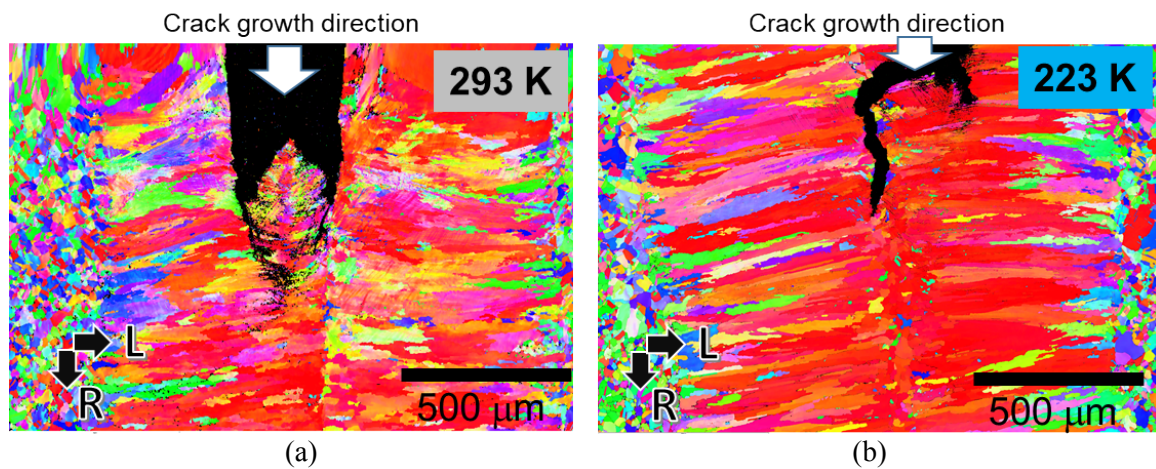 Crack growth direction
293 K
L
R
500 μm
(a)
Crack growth direction
223 K
L
R
500 μm
(b)